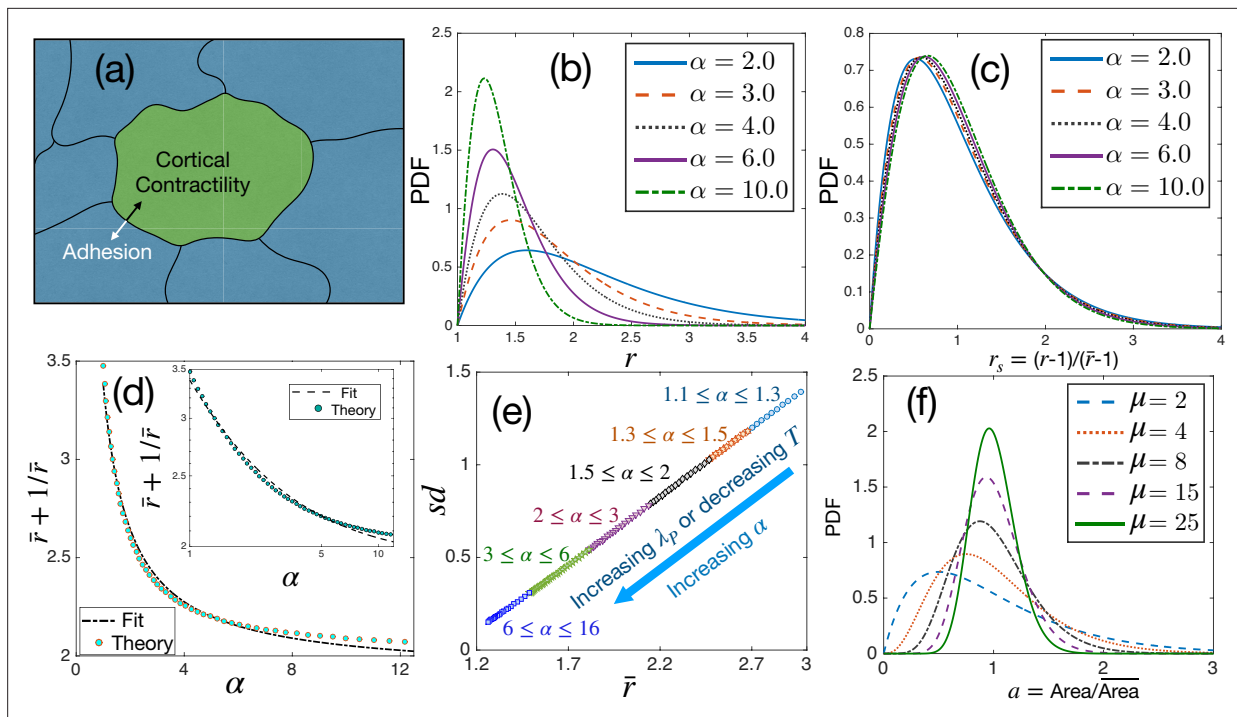 (a)
Cortical
Contractility
Adhesion
(b)
α = 2.0
α = 3.0
α = 4.0
α = 6.0
α = 10.0
PDF
2.5
2
1.5
1
0.5
0
1
1.5
2
2.5
3
3.5
4
r
(c)
α = 2.0
α = 3.0
α = 4.0
α = 6.0
α = 10.0
PDF
0.8
0.7
0.6
0.5
0.4
0.3
0.2
0.1
0
0
1
2
3
4
r_s = (r-1)/(r̄-1)
(d)
r̄ + 1/r̄
3.5
3
2.5
2
0
4
8
12
α
Fit
Theory
r̄ + 1/r̄
3.5
3
2.5
2
1
5
10
α
Fit
Theory
(e)
sd
1.5
1
0.5
0
1.2
1.7
2.2
2.7
3
r̄
1.1 ≤ α ≤ 1.3
1.3 ≤ α ≤ 1.5
1.5 ≤ α ≤ 2
2 ≤ α ≤ 3
3 ≤ α ≤ 6
6 ≤ α ≤ 16
Increasing λ_P or decreasing T
Increasing α
(f)
μ = 2
μ = 4
μ = 8
μ = 15
μ = 25
PDF
2.5
2
1.5
1
0.5
0
0
1
2
3
a = Area/A̅r̅e̅a̅